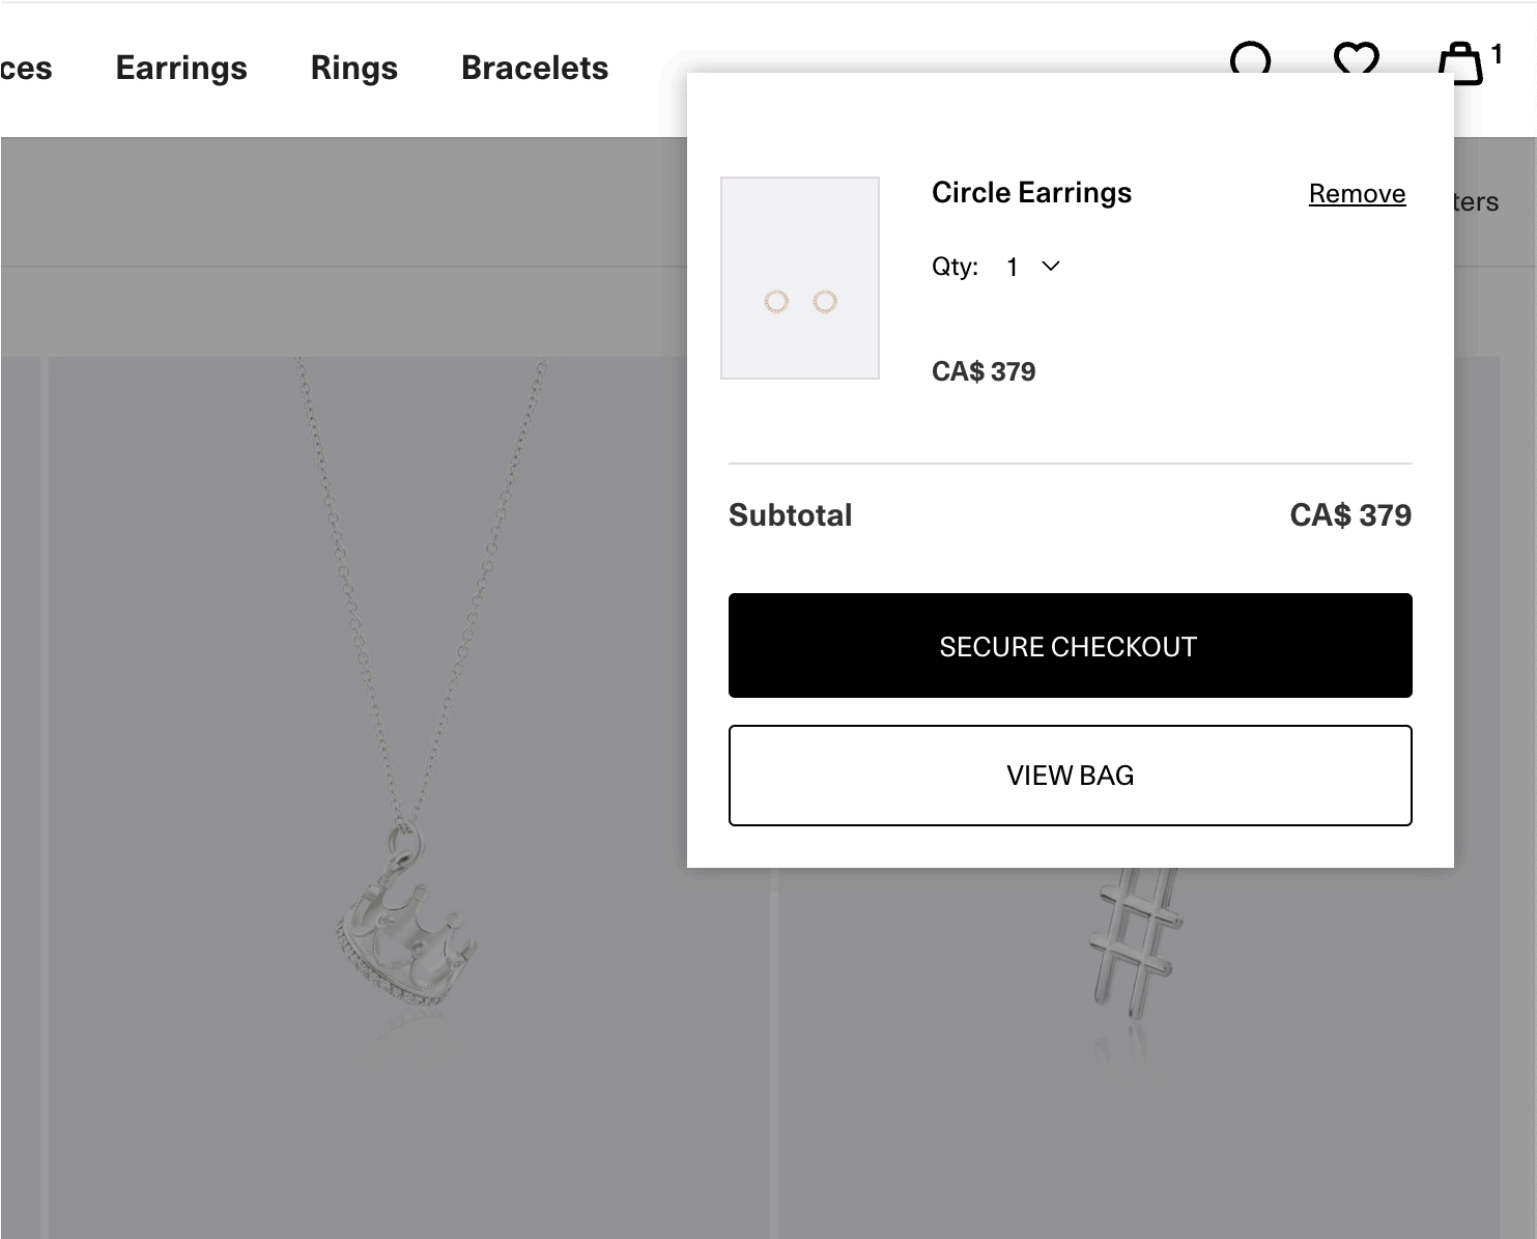 ces Earrings Rings Bracelets 1
Circle Earrings Remove
ters
Qty: 1
CA$ 379
Subtotal CA$ 379
SECURE CHECKOUT
VIEW BAG